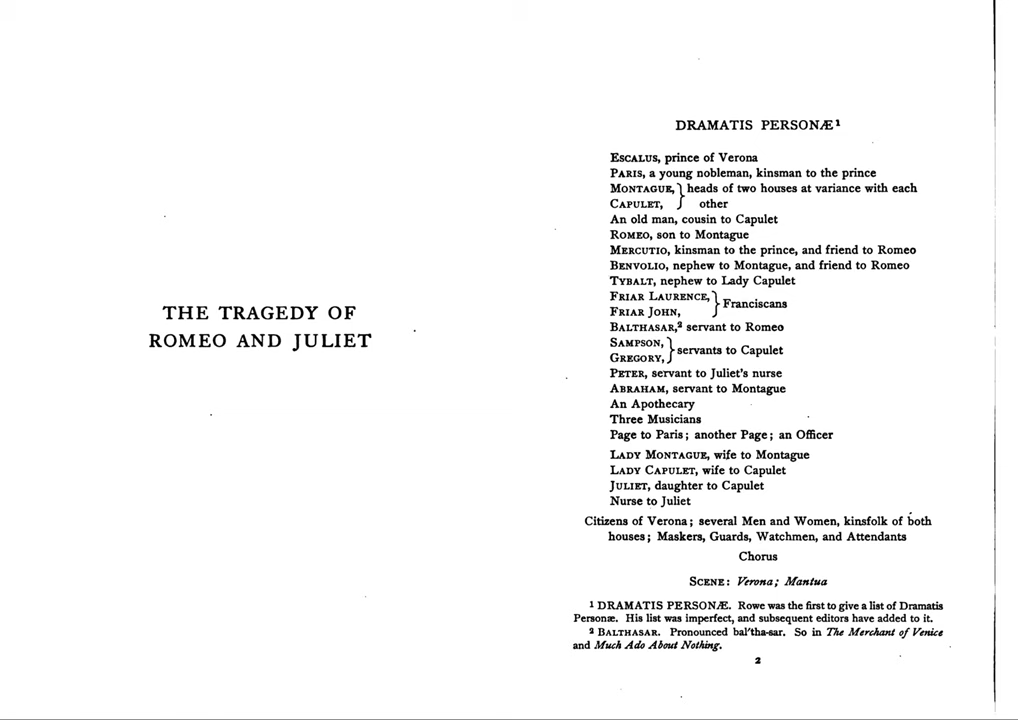 THE TRAGEDY OF
ROMEO AND JULIET
DRAMATIS PERSONÆ¹
ESCALUS, prince of Verona
PARIS, a young nobleman, kinsman to the prince
MONTAGUE, } heads of two houses at variance with each
CAPULET, } other
An old man, cousin to Capulet
ROMEO, son to Montague
MERCUTIO, kinsman to the prince, and friend to Romeo
BENVOLIO, nephew to Montague, and friend to Romeo
TYBALT, nephew to Lady Capulet
FRIAR LAURENCE, } Franciscans
FRIAR JOHN,
BALTHASAR,² servant to Romeo
SAMPSON, } servants to Capulet
GREGORY,
PETER, servant to Juliet's nurse
ABRAHAM, servant to Montague
An Apothecary
Three Musicians
Page to Paris; another Page; an Officer
LADY MONTAGUE, wife to Montague
LADY CAPULET, wife to Capulet
JULIET, daughter to Capulet
Nurse to Juliet
Citizens of Verona; several Men and Women, kinsfolk of both
houses; Maskers, Guards, Watchmen, and Attendants
Chorus
SCENE: Verona; Mantua
¹ DRAMATIS PERSONÆ. Rowe was the first to give a list of Dramatis
Personæ. His list was imperfect, and subsequent editors have added to it.
² BALTHASAR. Pronounced bal'tha-sar. So in The Merchant of Venice
and Much Ado About Nothing.
2